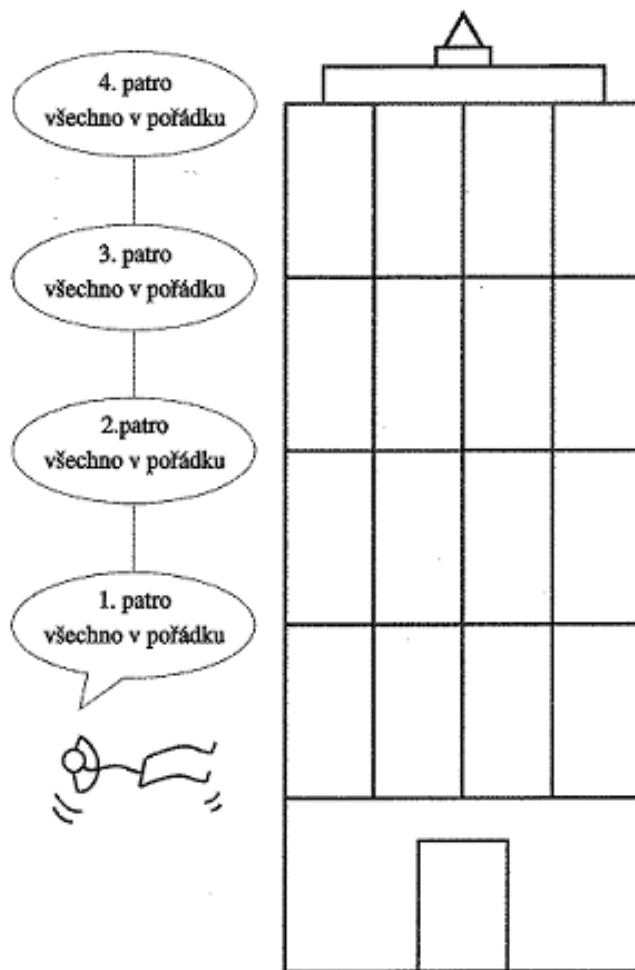 4. patro
všechno v pořádku
3. patro
všechno v pořádku
2.patro
všechno v pořádku
1. patro
všechno v pořádku